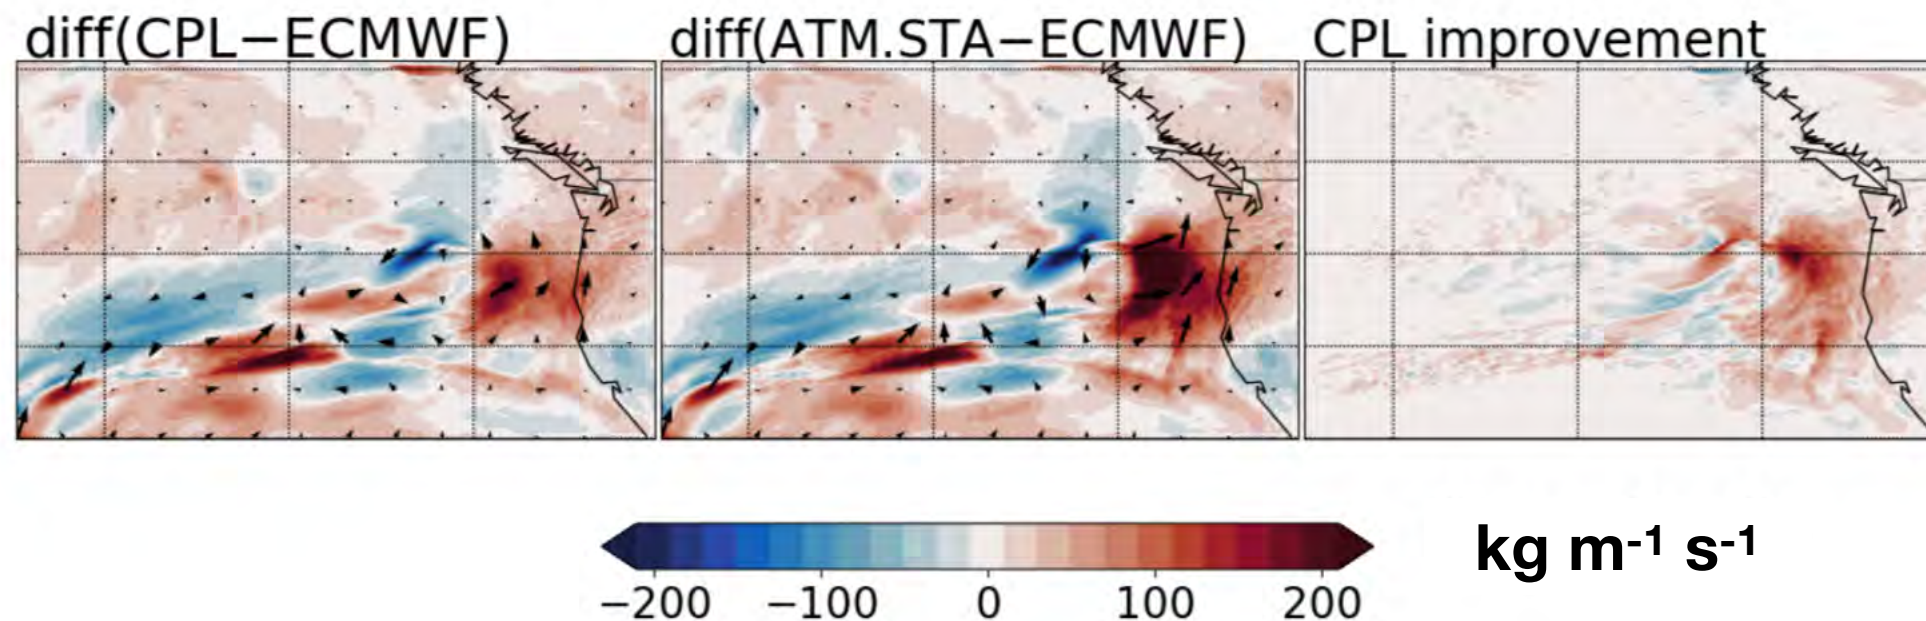 diff(CPL−ECMWF)
diff(ATM.STA−ECMWF)
CPL improvement
−200 −100 0 100 200
kg m-1 s-1